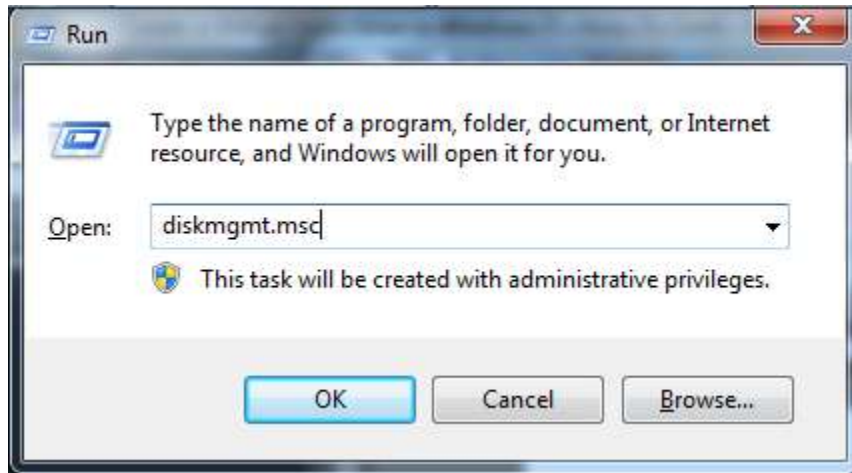 Run
Type the name of a program, folder, document, or Internet
resource, and Windows will open it for you.
Open: diskmgmt.msc
This task will be created with administrative privileges.
OK Cancel Browse...